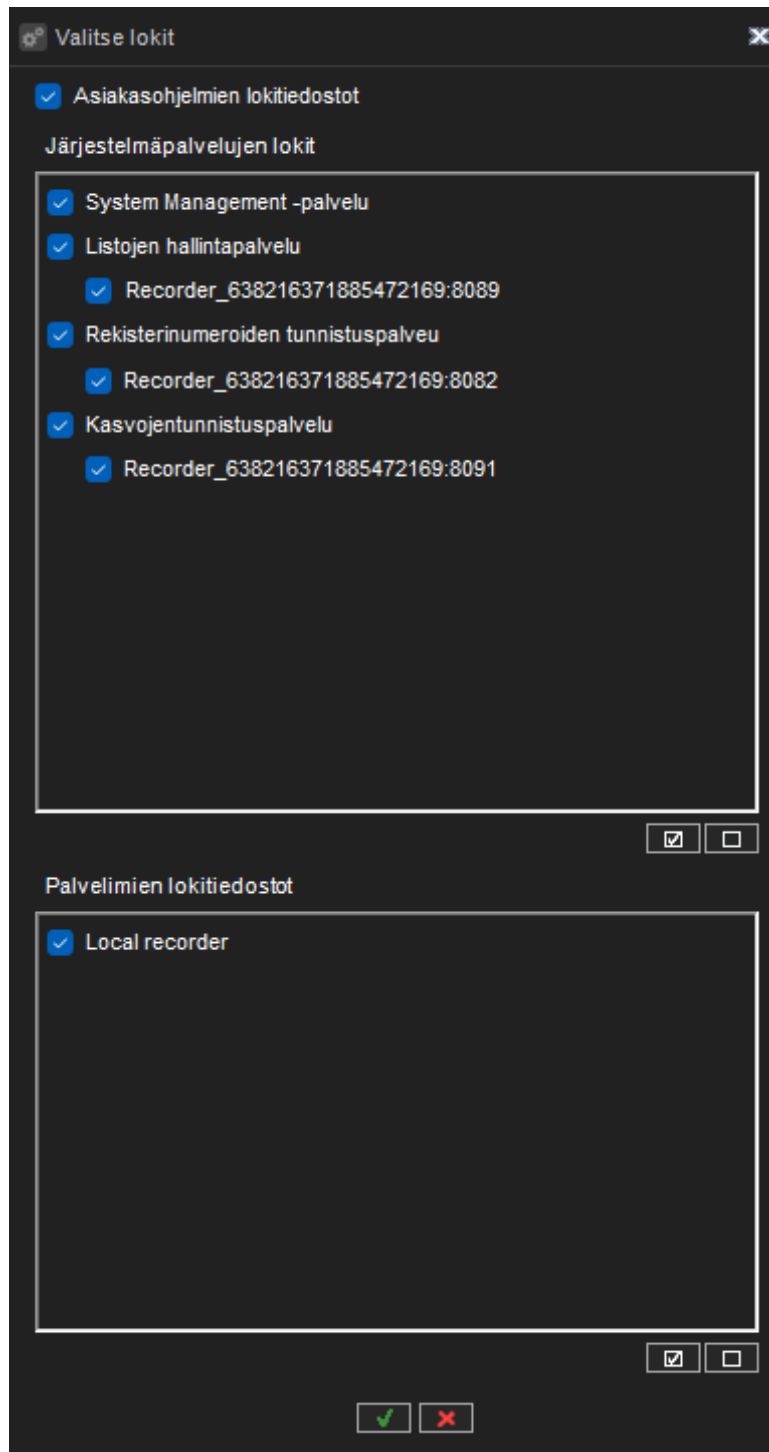 Valitse lokit
Asiakasohjelmien lokitiedostot
Järjestelmäpalvelujen lokit
System Management -palvelu
Listojen hallintapalvelu
Recorder_638216371885472169:8089
Rekisterinumeroiden tunnistuspalveu
Recorder_638216371885472169:8082
Kasvojentunnistuspalvelu
Recorder_638216371885472169:8091
Palvelimien lokitiedostot
Local recorder